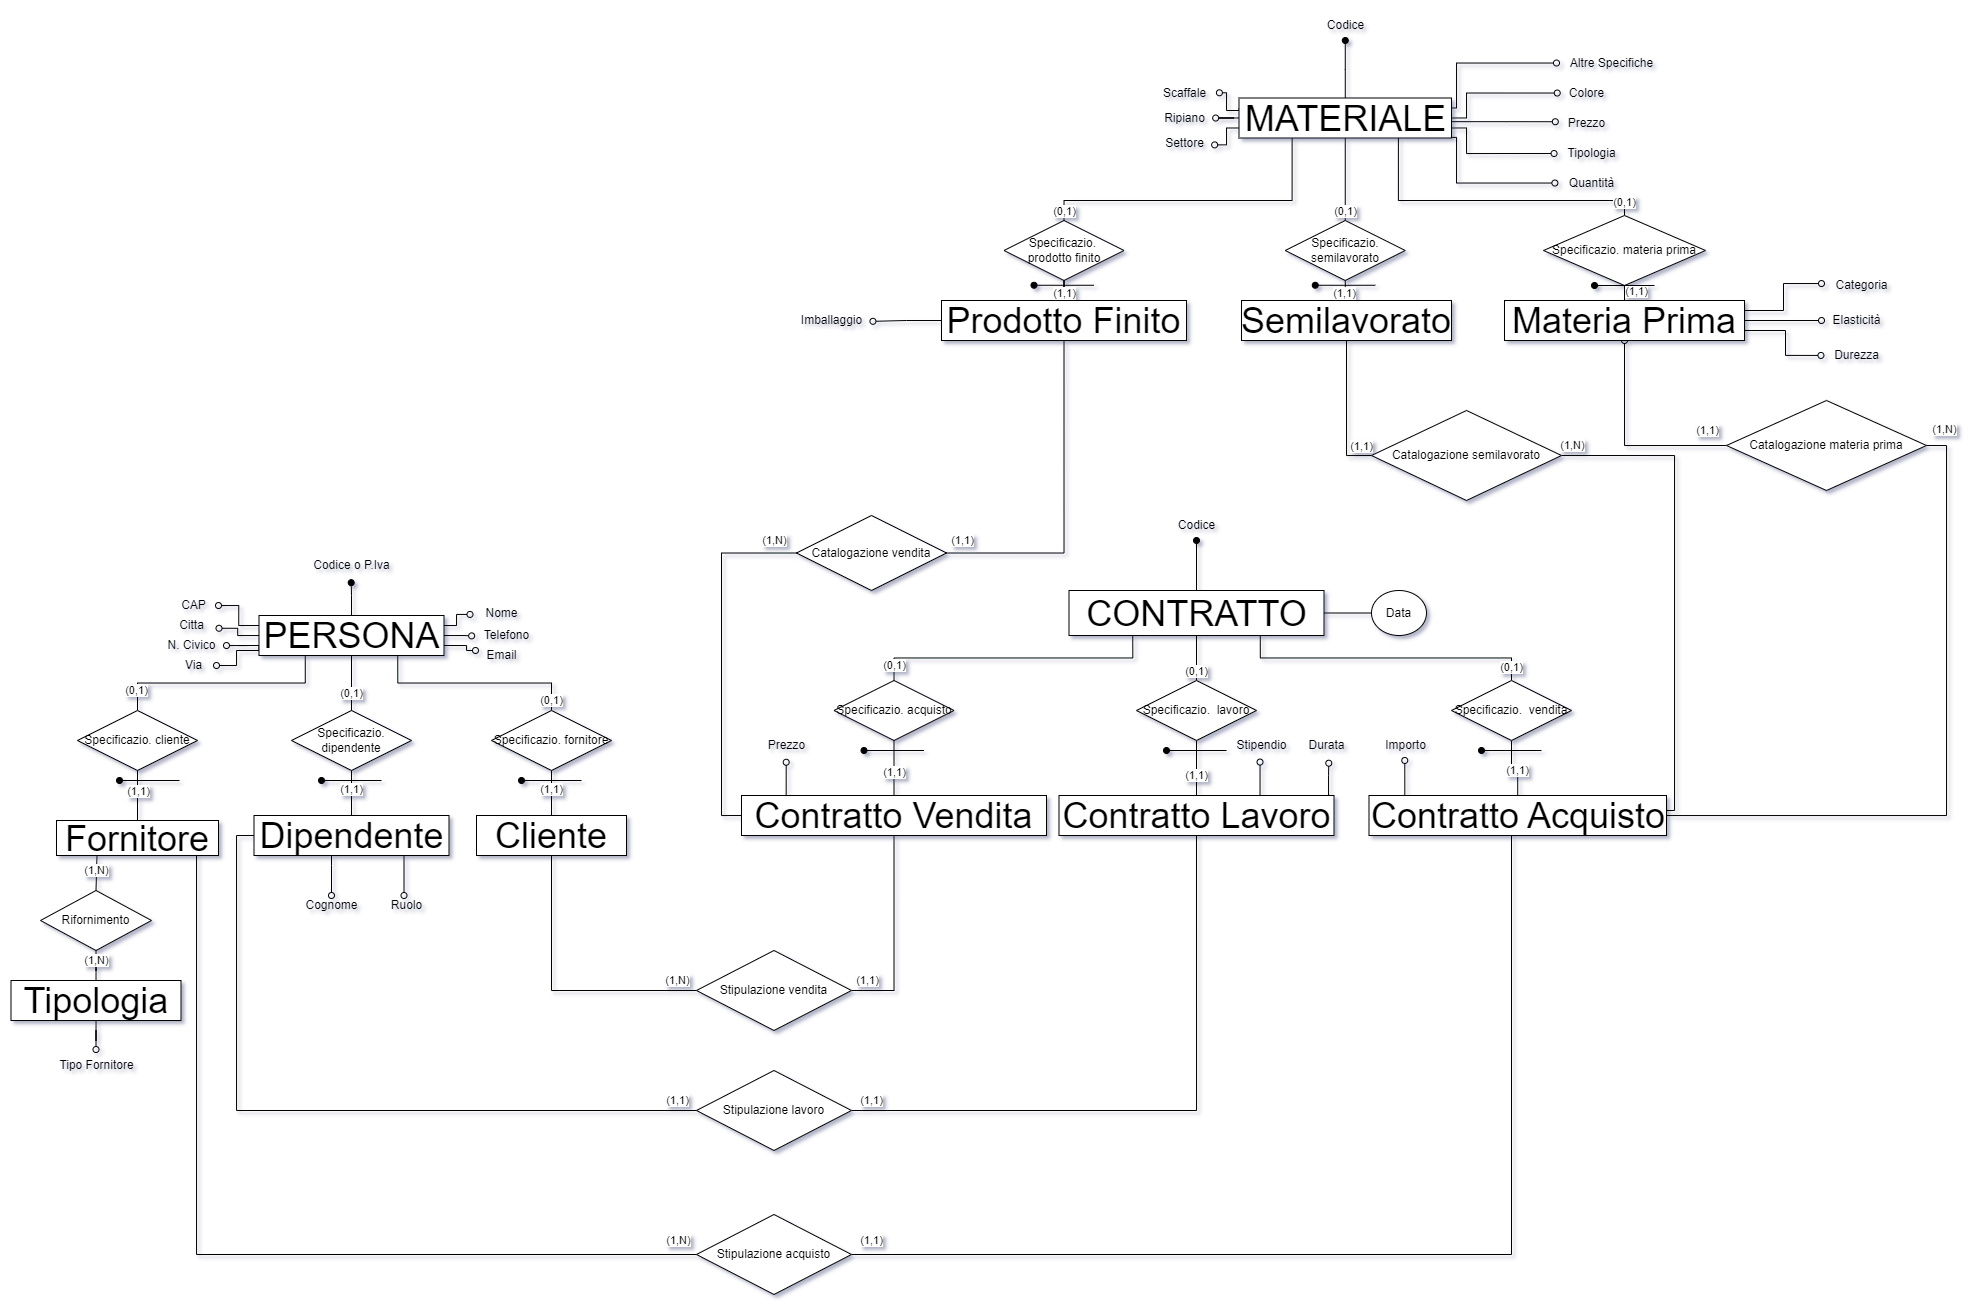 Codice
Altre Specifiche
Scaffale
Colore
MATERIALE
Ripiano
Prezzo
Settore
Tipologia
Quantità
(0,1)
(0,1)
(0,1)
Specificazio.
prodotto finito
Specificazio.
semilavorato
Specificazio. materia prima
(1,1)
(1,1)
(1,1)
Categoria
Imballaggio
Prodotto Finito
Semilavorato
Materia Prima
Elasticità
Durezza
(1,1)
Catalogazione semilavorato
(1,N)
(1,1)
Catalogazione materia prima
(1,N)
(1,N)
Catalogazione vendita
(1,1)
Codice
Codice o P.Iva
CAP
Nome
Citta
PERSONA
Telefono
N. Civico
Email
Via
CONTRATTO
Data
(0,1)
(0,1)
(0,1)
(0,1)
(0,1)
(0,1)
Specificazio. cliente
Specificazio.
dipendente
Specificazio. fornitore
Specificazio. acquisto
Specificazio. lavoro
Specificazio. vendita
Prezzo
Stipendio
Durata
Importo
(1,1)
(1,1)
(1,1)
(1,1)
(1,1)
(1,1)
Fornitore
Dipendente
Cliente
Contratto Vendita
Contratto Lavoro
Contratto Acquisto
(1,N)
Cognome
Ruolo
Rifornimento
(1,N)
Tipologia
Tipo Fornitore
(1,N)
Stipulazione vendita
(1,1)
(1,1)
Stipulazione lavoro
(1,1)
(1,N)
Stipulazione acquisto
(1,1)